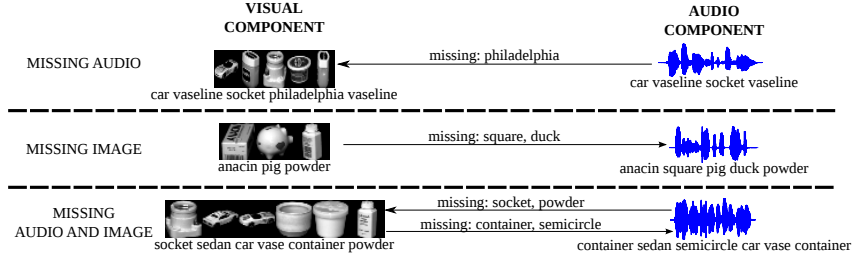 VISUAL
COMPONENT
AUDIO
COMPONENT
MISSING AUDIO
missing: philadelphia
car vaseline socket philadelphia vaseline
car vaseline socket vaseline
MISSING IMAGE
missing: square, duck
anacin pig powder
anacin square pig duck powder
MISSING
AUDIO AND IMAGE
missing: socket, powder
missing: container, semicircle
socket sedan car vase container powder
container sedan semicircle car vase container